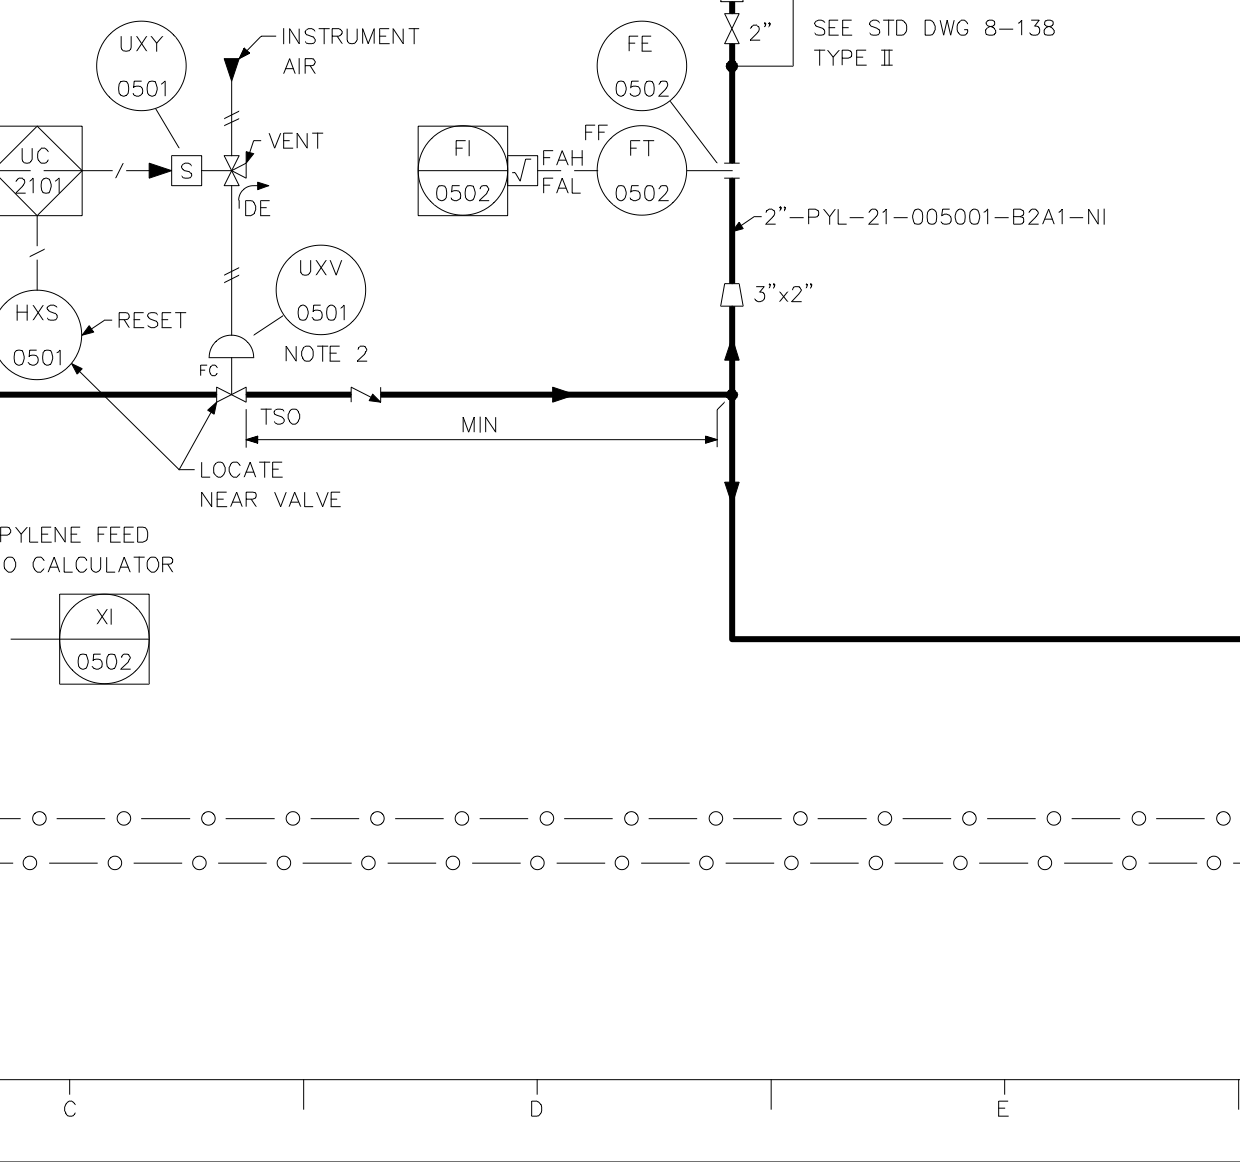 UXY
0501
INSTRUMENT
AIR
FE
0502
2”
SEE STD DWG 8-138
TYPE II
UC
2101
S
VENT
DE
FI
0502
√
FAH
FAL
FF
FT
0502
2”-PYL-21-005001-B2A1-NI
UXV
0501
3”x2”
HXS
0501
RESET
NOTE 2
FC
TSO
MIN
LOCATE
NEAR VALVE
PYLENE FEED
O CALCULATOR
XI
0502
C
D
E